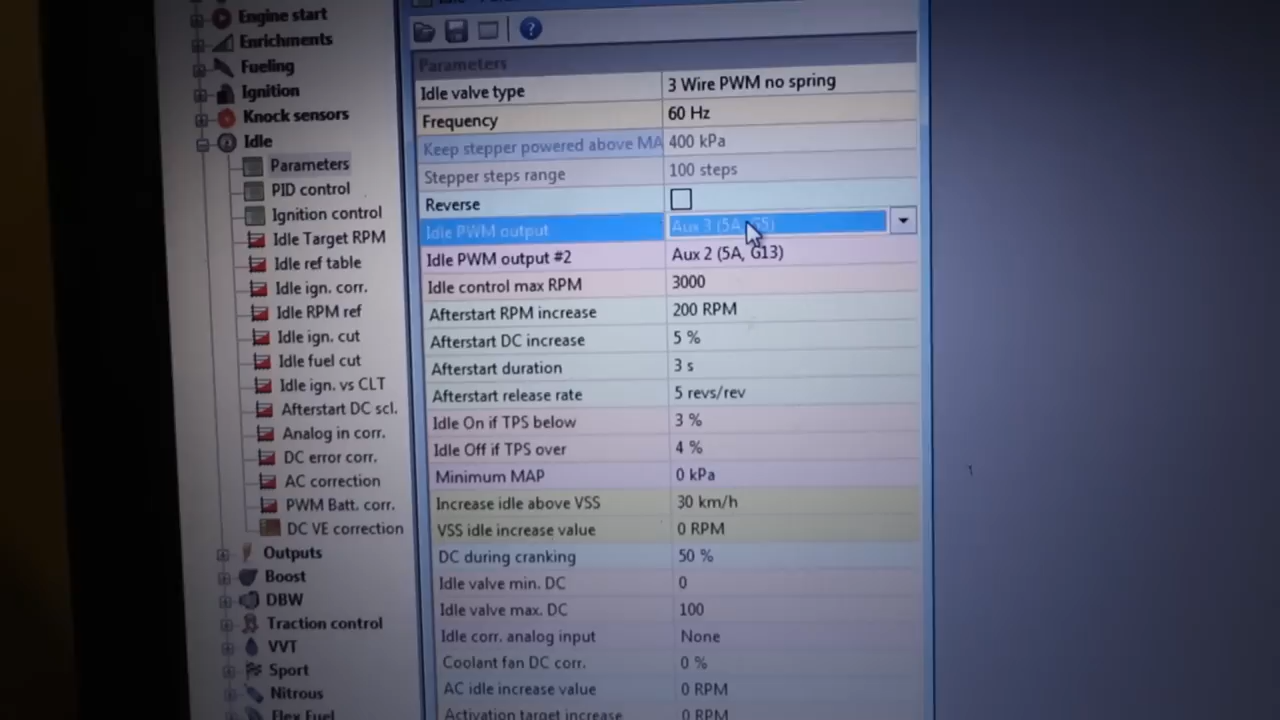 Engine start
Enrichments
Fueling
Ignition
Knock sensors
Idle
Parameters
PID control
Ignition control
Idle Target RPM
Idle ref table
Idle ign. corr.
Idle RPM ref
Idle ign. cut
Idle fuel cut
Idle ign. vs CLT
Afterstart DC scl.
Analog in corr.
DC error corr.
AC correction
PWM Batt. corr.
DC VE correction
Outputs
Boost
DBW
Traction control
VVT
Sport
Nitrous
Flex Fuel
Parameters
Idle valve type 3 Wire PWM no spring
Frequency 60 Hz
Keep stepper powered above MA 400 kPa
Stepper steps range 100 steps
Reverse
Idle PWM output Aux 3 (5A, G5)
Idle PWM output #2 Aux 2 (5A, G13)
Idle control max RPM 3000
Afterstart RPM increase 200 RPM
Afterstart DC increase 5 %
Afterstart duration 3 s
Afterstart release rate 5 revs/rev
Idle On if TPS below 3 %
Idle Off if TPS over 4 %
Minimum MAP 0 kPa
Increase idle above VSS 30 km/h
VSS idle increase value 0 RPM
DC during cranking 50 %
Idle valve min. DC 0
Idle valve max. DC 100
Idle corr. analog input None
Coolant fan DC corr. 0 %
AC idle increase value 0 RPM
Activation target increase 0 RPM